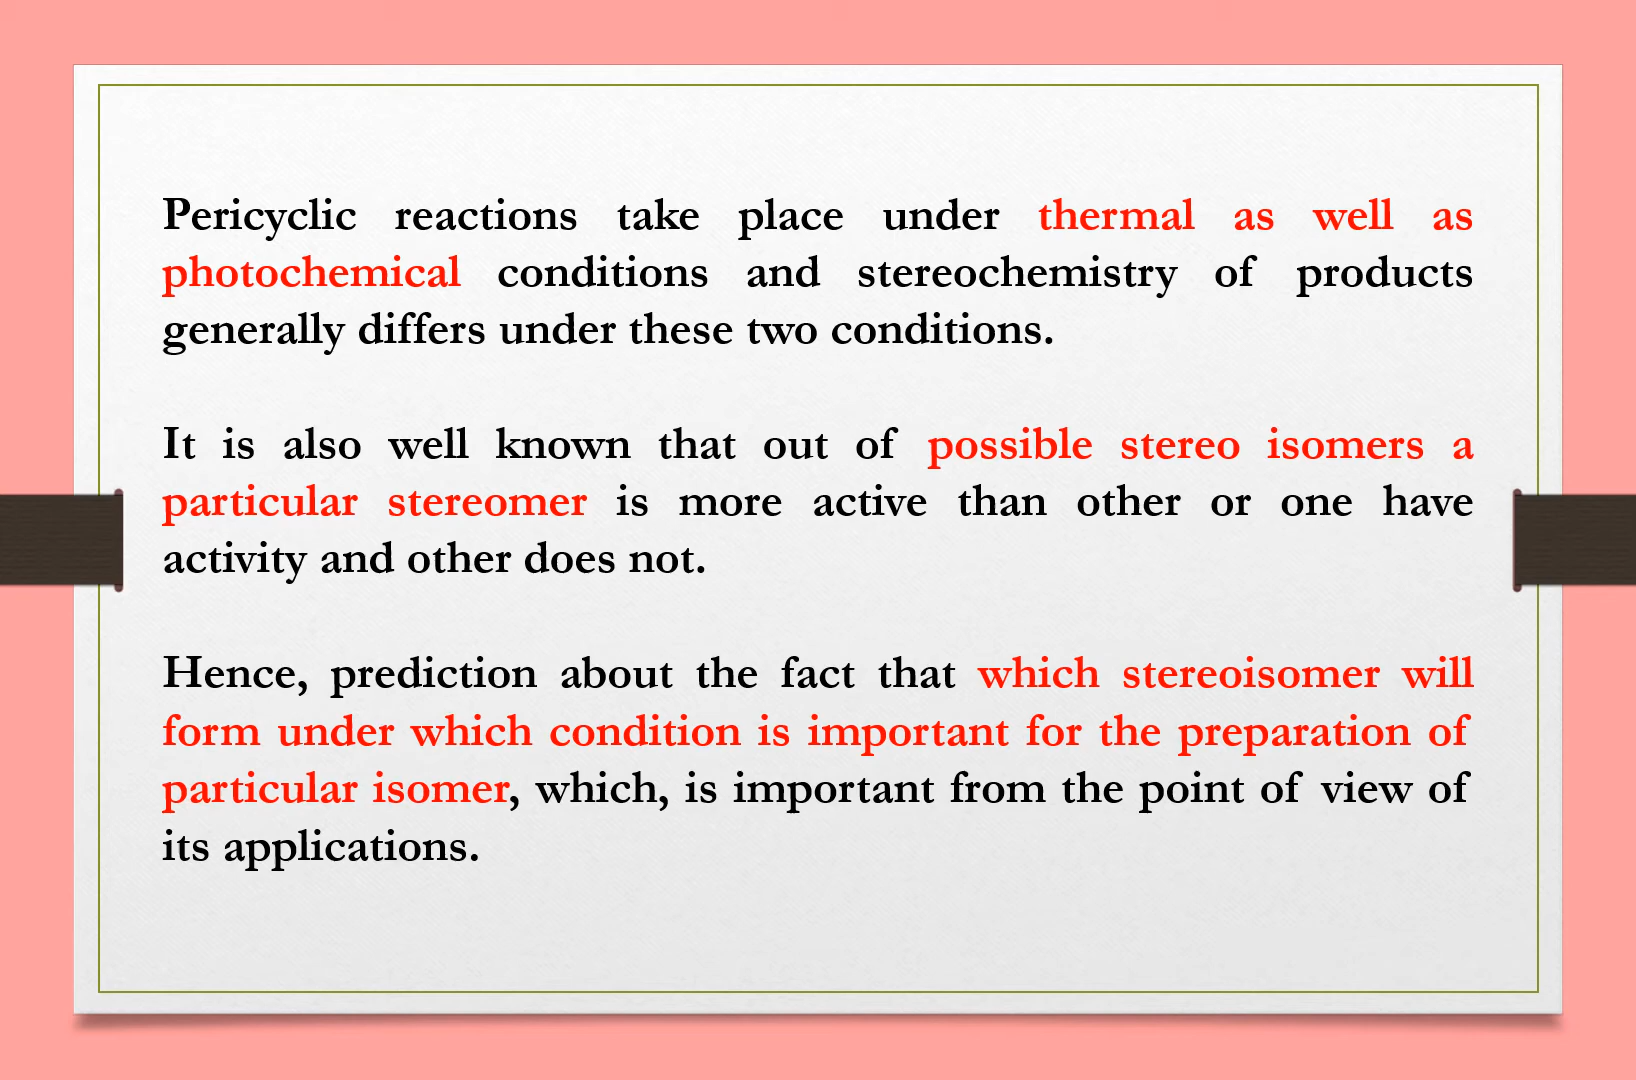 Pericyclic reactions take place under thermal as well as
photochemical conditions and stereochemistry of products
generally differs under these two conditions.
It is also well known that out of possible stereo isomers a
particular stereomer is more active than other or one have
activity and other does not.
Hence, prediction about the fact that which stereoisomer will
form under which condition is important for the preparation of
particular isomer, which, is important from the point of view of
its applications.